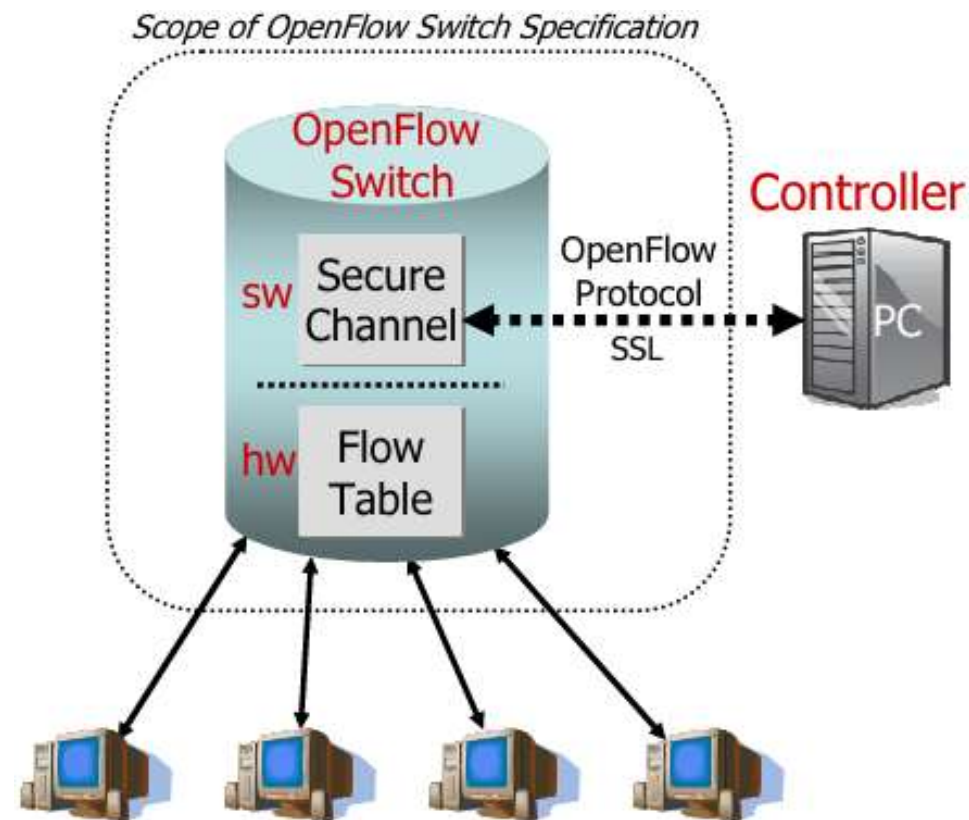 Scope of OpenFlow Switch Specification
OpenFlow
Switch
Controller
sw
Secure
Channel
OpenFlow
Protocol
SSL
PC
hw
Flow
Table